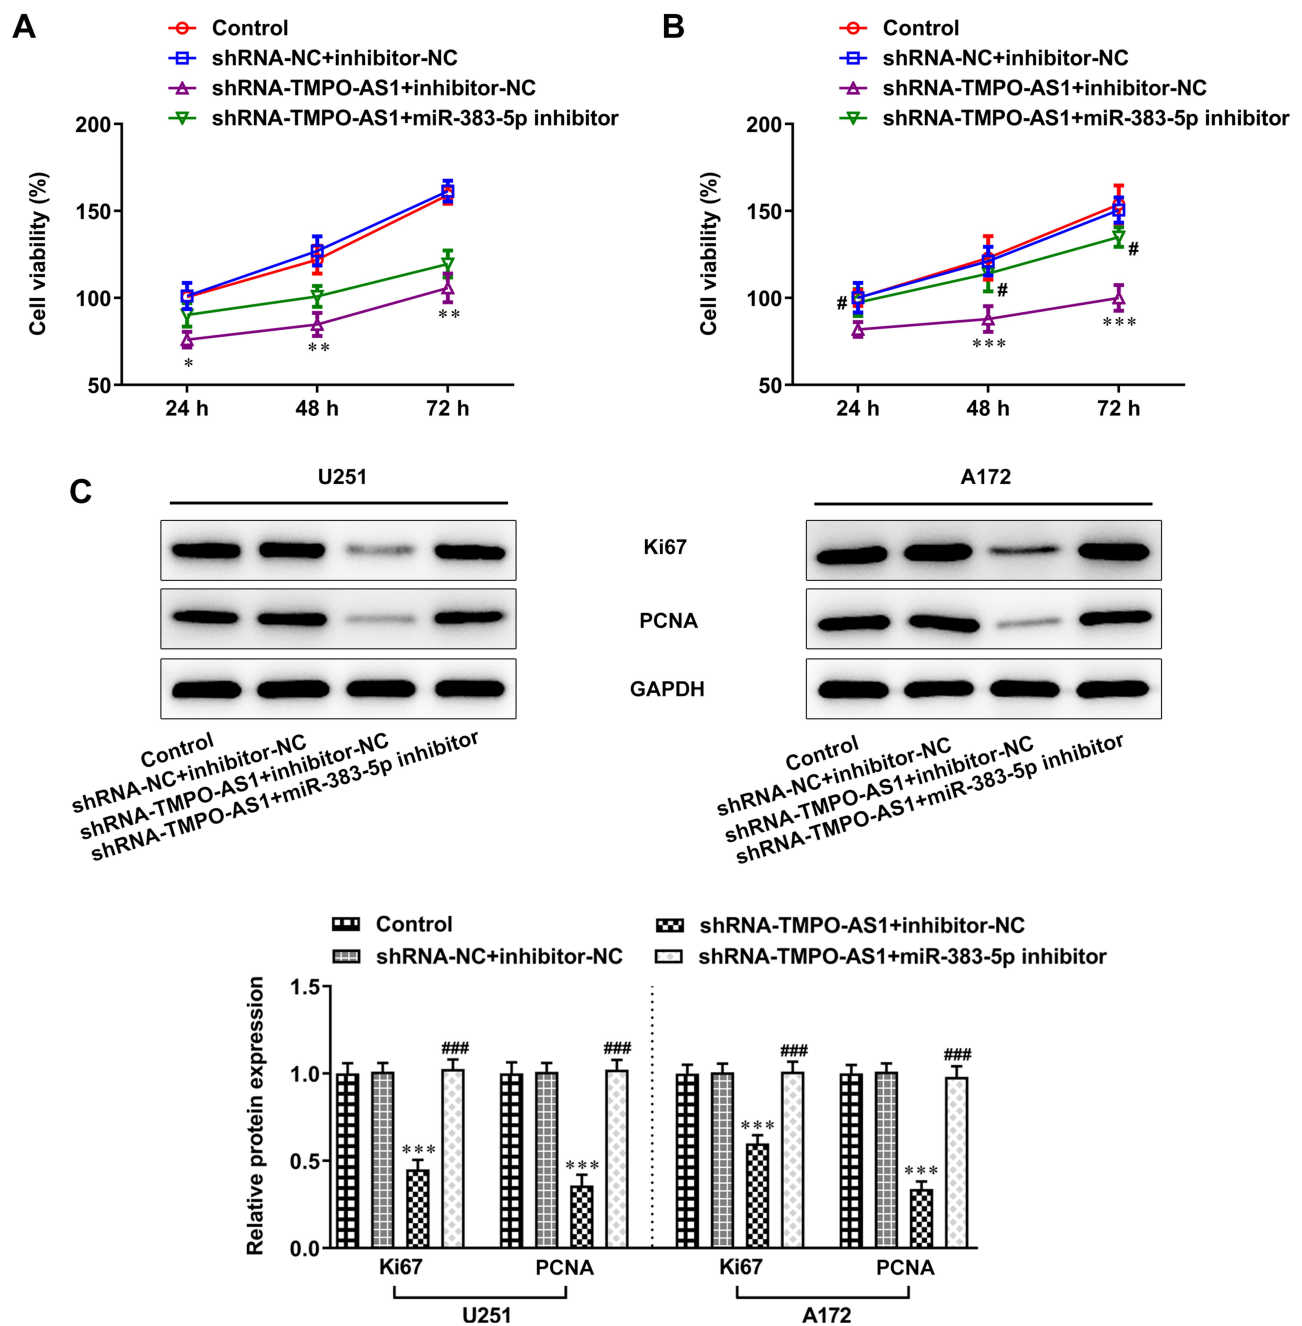 A
Control
shRNA-NC+inhibitor-NC
shRNA-TMPO-AS1+inhibitor-NC
shRNA-TMPO-AS1+miR-383-5p inhibitor
Cell viability (%)
200
150
100
50
24 h
48 h
72 h
*
**
**
B
Control
shRNA-NC+inhibitor-NC
shRNA-TMPO-AS1+inhibitor-NC
shRNA-TMPO-AS1+miR-383-5p inhibitor
Cell viability (%)
200
150
100
50
24 h
48 h
72 h
#
#
#
***
***
C
U251
A172
Ki67
PCNA
GAPDH
Control
shRNA-NC+inhibitor-NC
shRNA-TMPO-AS1+inhibitor-NC
shRNA-TMPO-AS1+miR-383-5p inhibitor
Control
shRNA-NC+inhibitor-NC
shRNA-TMPO-AS1+inhibitor-NC
shRNA-TMPO-AS1+miR-383-5p inhibitor
Control
shRNA-NC+inhibitor-NC
shRNA-TMPO-AS1+inhibitor-NC
shRNA-TMPO-AS1+miR-383-5p inhibitor
Relative protein expression
1.5
1.0
0.5
0.0
***
###
***
###
***
###
***
###
Ki67
PCNA
Ki67
PCNA
U251
A172